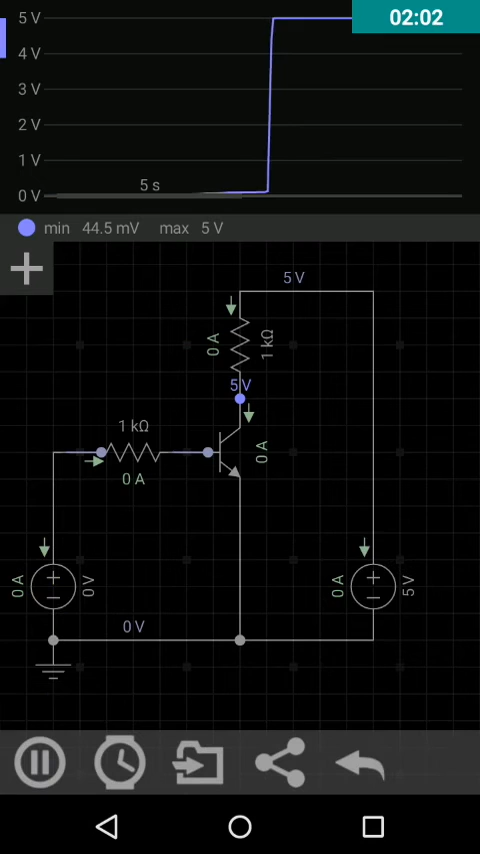 5 V
02:02
4 V
3 V
2 V
1 V
5 s
0 V
min 44.5 mV max 5 V
5 V
0 A
1 kΩ
5 V
1 kΩ
0 A
0 A
0 A
0 V
0 A
5 V
0 V